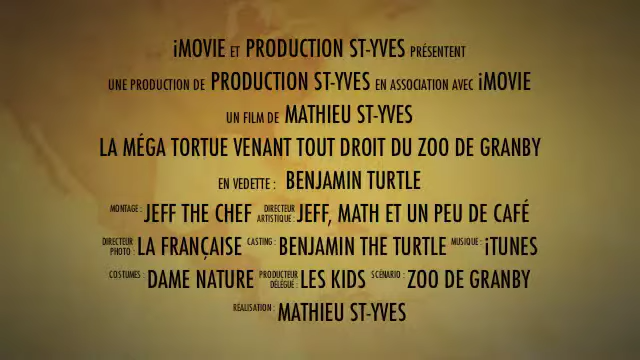 iMOVIE ET PRODUCTION ST-YVES PRÉSENTENT
UNE PRODUCTION DE PRODUCTION ST-YVES EN ASSOCIATION AVEC iMOVIE
UN FILM DE MATHIEU ST-YVES
LA MÉGA TORTUE VENANT TOUT DROIT DU ZOO DE GRANBY
EN VEDETTE : BENJAMIN TURTLE
MONTAGE : JEFF THE CHEF DIRECTEUR ARTISTIQUE : JEFF, MATH ET UN PEU DE CAFÉ
DIRECTEUR PHOTO : LA FRANÇAISE CASTING : BENJAMIN THE TURTLE MUSIQUE : iTUNES
COSTUMES : DAME NATURE PRODUCTEUR DÉLÉGUÉ : LES KIDS SCÉNARIO : ZOO DE GRANBY
RÉALISATION : MATHIEU ST-YVES